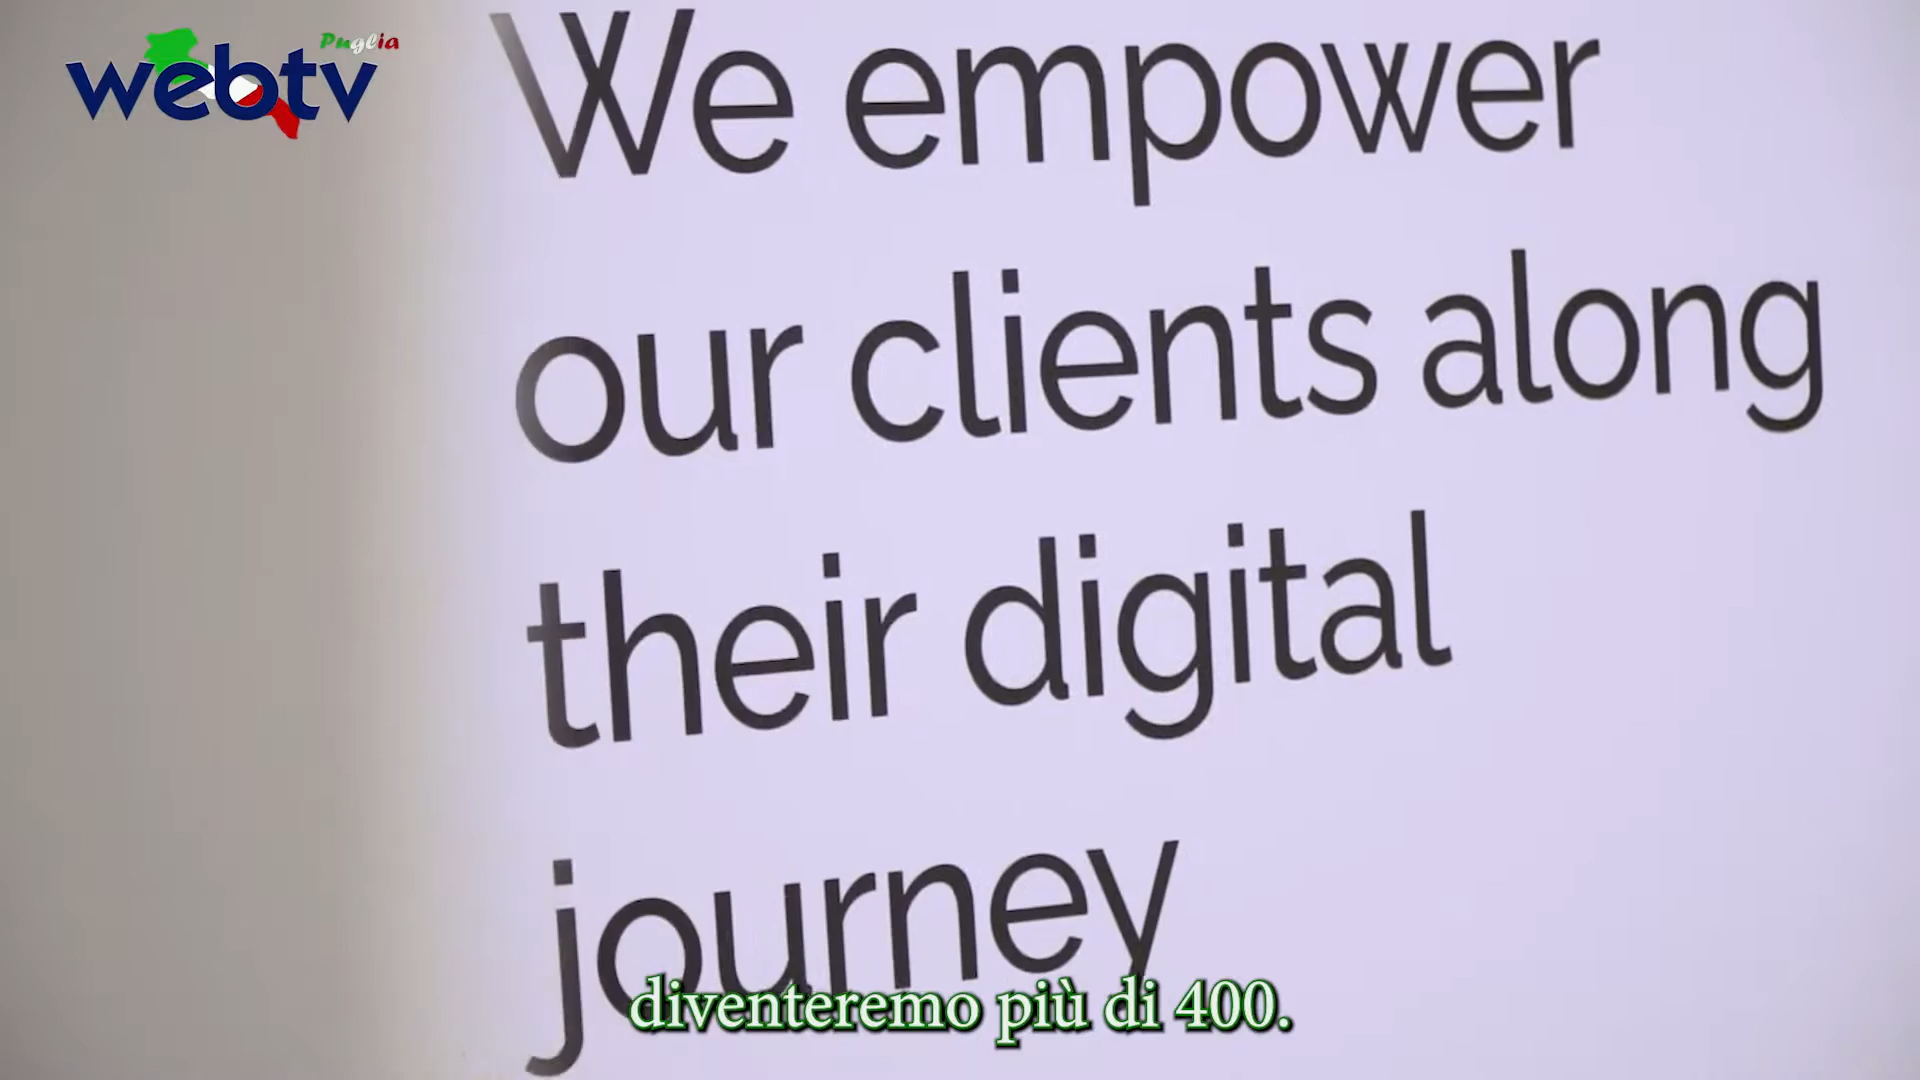 Puglia
webtv
We empower
our clients along
their digital
journey
diventeremo più di 400.